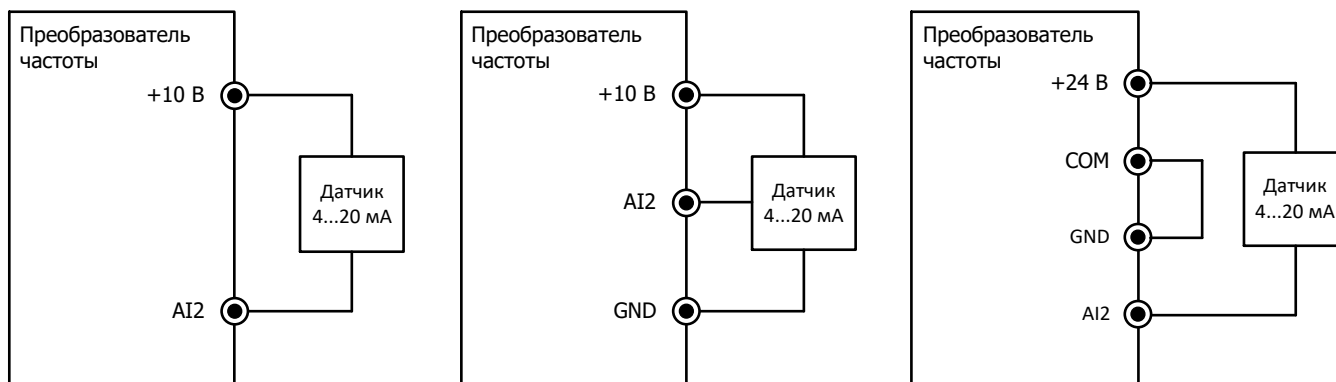 Преобразователь
частоты
+10 В
Датчик
4...20 мА
AI2
Преобразователь
частоты
+10 В
AI2
Датчик
4...20 мА
GND
Преобразователь
частоты
+24 В
COM
Датчик
4...20 мА
GND
AI2